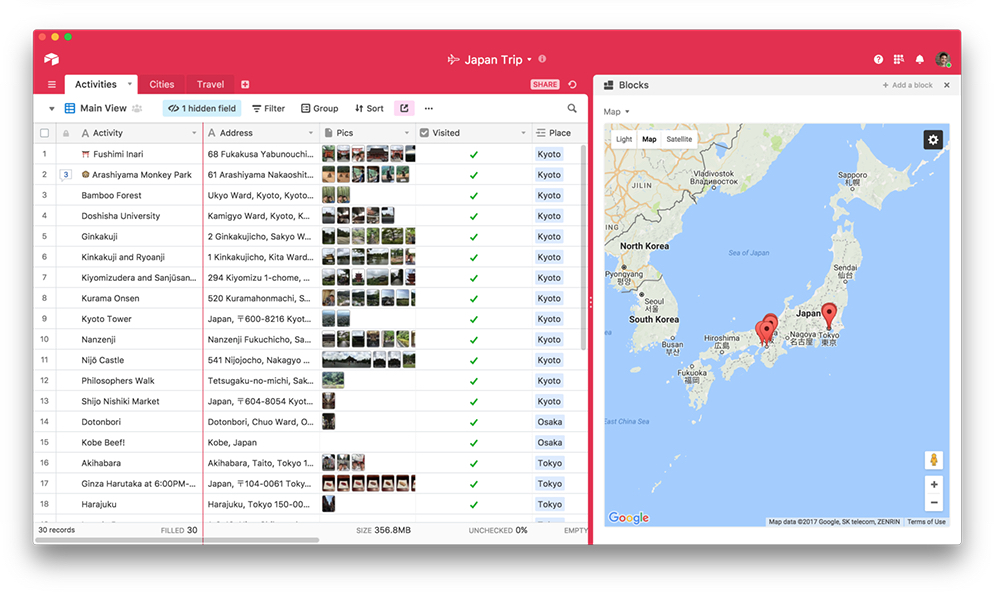 Japan Trip
Activities Cities Travel SHARE
Main View 1 hidden field Filter Group Sort ...
Activity Address Pics Visited Place
1 Fushimi Inari 68 Fukakusa Yabunouchi... Kyoto
2 3 Arashiyama Monkey Park 61 Arashiyama Nakaoshit... Kyoto
3 Bamboo Forest Ukyo Ward, Kyoto, Kyoto... Kyoto
4 Doshisha University Kamigyo Ward, Kyoto, K... Kyoto
5 Ginkakuji 2 Ginkakujicho, Sakyo W... Kyoto
6 Kinkakuji and Ryoanji 1 Kinkakujicho, Kita Ward... Kyoto
7 Kiyomizudera and Sanjūsan... 294 Kiyomizu 1-chome, ... Kyoto
8 Kurama Onsen 520 Kuramahonmachi, S... Kyoto
9 Kyoto Tower Japan, 〒600-8216 Kyot... Kyoto
10 Nanzenji Nanzenji Fukuchicho, Sa... Kyoto
11 Nijō Castle 541 Nijojocho, Nakagyo ... Kyoto
12 Philosophers Walk Tetsugaku-no-michi, Sak... Kyoto
13 Shijo Nishiki Market Japan, 〒604-8054 Kyot... Kyoto
14 Dotonbori Dotonbori, Chuo Ward, O... Osaka
15 Kobe Beef! Kobe, Japan Osaka
16 Akihabara Akihabara, Taito, Tokyo 1... Tokyo
17 Ginza Harutaka at 6:00PM-... Japan, 〒104-0061 Toky... Tokyo
18 Harajuku Harajuku, Tokyo 150-00... Tokyo
30 records FILLED 30 SIZE 356.8MB UNCHECKED 0% EMPTY
Blocks + Add a block
Map
Light Map Satellite
JILIN
Vladivostok
Владивосток
Sapporo
札幌
North Korea
Pyongyang
평양
Sea of Japan
Seoul
서울
South Korea
Sendai
仙台
Japan
Tokyo
東京
Nagoya
名古屋
Hiroshima
広島
Busan
부산
Fukuoka
福岡
East China Sea
Google
Map data ©2017 Google, SK telecom, ZENRIN Terms of Use